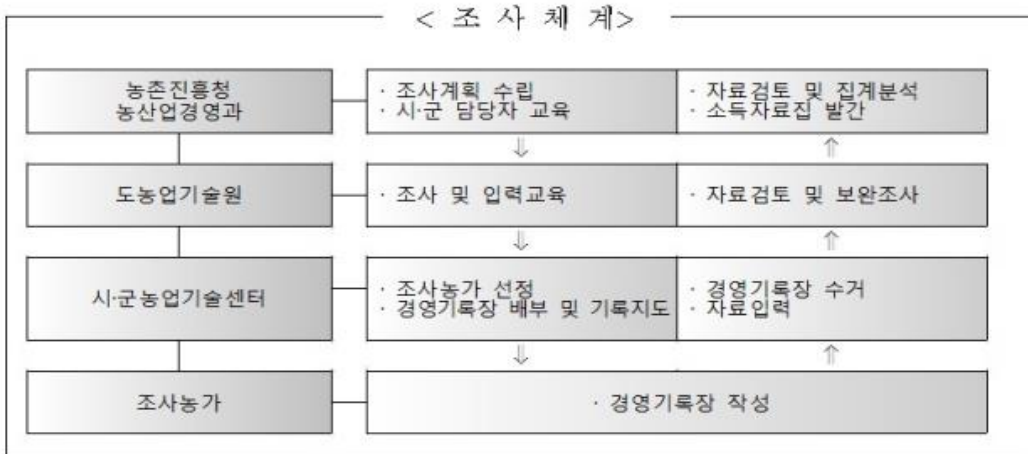 < 조 사 체 계>
농촌진흥청
농산업경영과
· 조사계획 수립
· 시·군 담당자 교육
· 자료검토 및 집계분석
· 소득자료집 발간
⇓ ⇑
도농업기술원
· 조사 및 입력교육
· 자료검토 및 보완조사
⇓ ⇑
시·군농업기술센터
· 조사농가 선정
· 경영기록장 배부 및 기록지도
· 경영기록장 수거
· 자료입력
⇓ ⇑
조사농가
· 경영기록장 작성